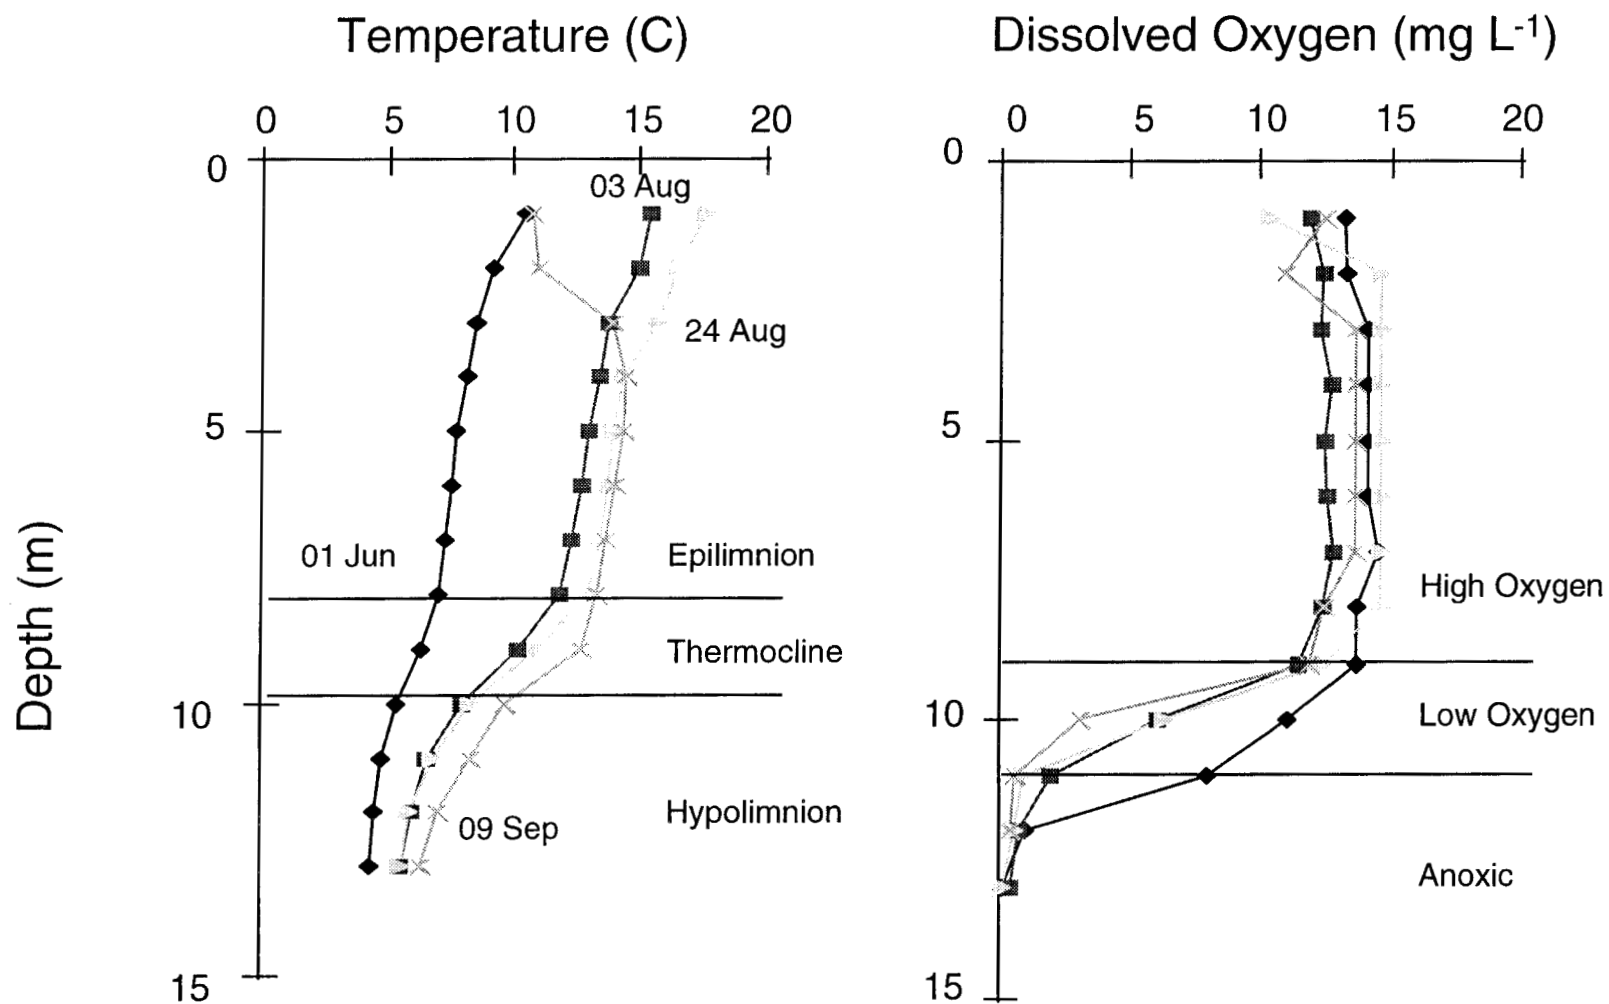 Temperature (C)
0 5 10 15 20
0
03 Aug
24 Aug
5
01 Jun
Epilimnion
Thermocline
10
Hypolimnion
09 Sep
15
Depth (m)
Dissolved Oxygen (mg L-1)
0 5 10 15 20
0
5
High Oxygen
10
Low Oxygen
Anoxic
15